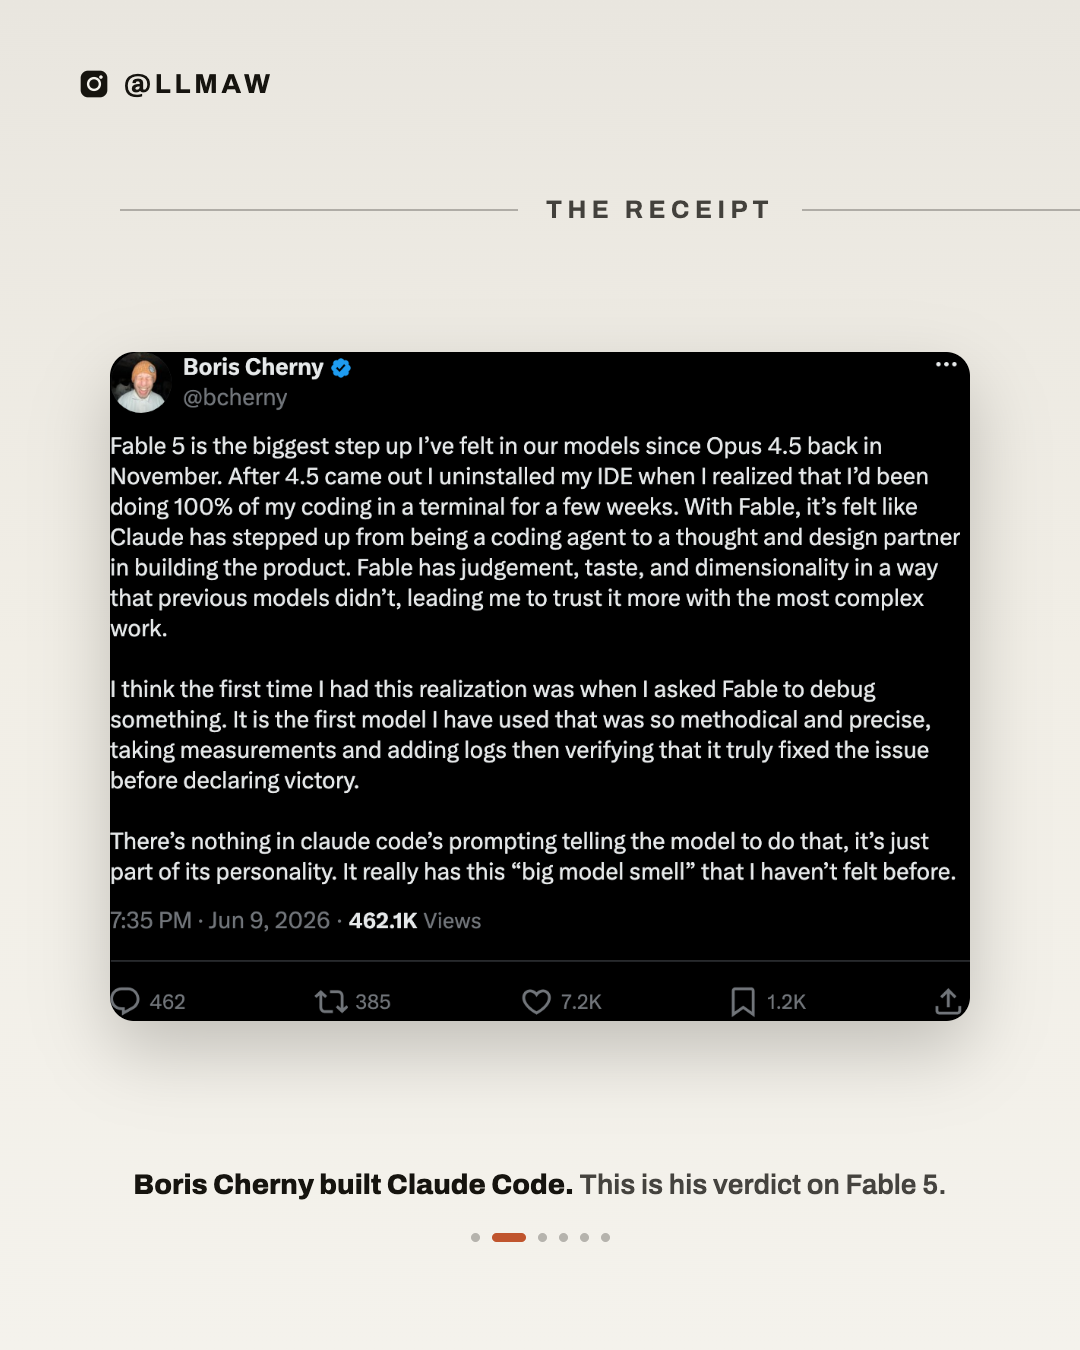 @LLMAW
THE RECEIPT
Boris Cherny
@bcherny
Fable 5 is the biggest step up I’ve felt in our models since Opus 4.5 back in
November. After 4.5 came out I uninstalled my IDE when I realized that I’d been
doing 100% of my coding in a terminal for a few weeks. With Fable, it’s felt like
Claude has stepped up from being a coding agent to a thought and design partner
in building the product. Fable has judgement, taste, and dimensionality in a way
that previous models didn’t, leading me to trust it more with the most complex
work.
I think the first time I had this realization was when I asked Fable to debug
something. It is the first model I have used that was so methodical and precise,
taking measurements and adding logs then verifying that it truly fixed the issue
before declaring victory.
There’s nothing in claude code’s prompting telling the model to do that, it’s just
part of its personality. It really has this “big model smell” that I haven’t felt before.
7:35 PM · Jun 9, 2026 · 462.1K Views
462 385 7.2K 1.2K
Boris Cherny built Claude Code. This is his verdict on Fable 5.